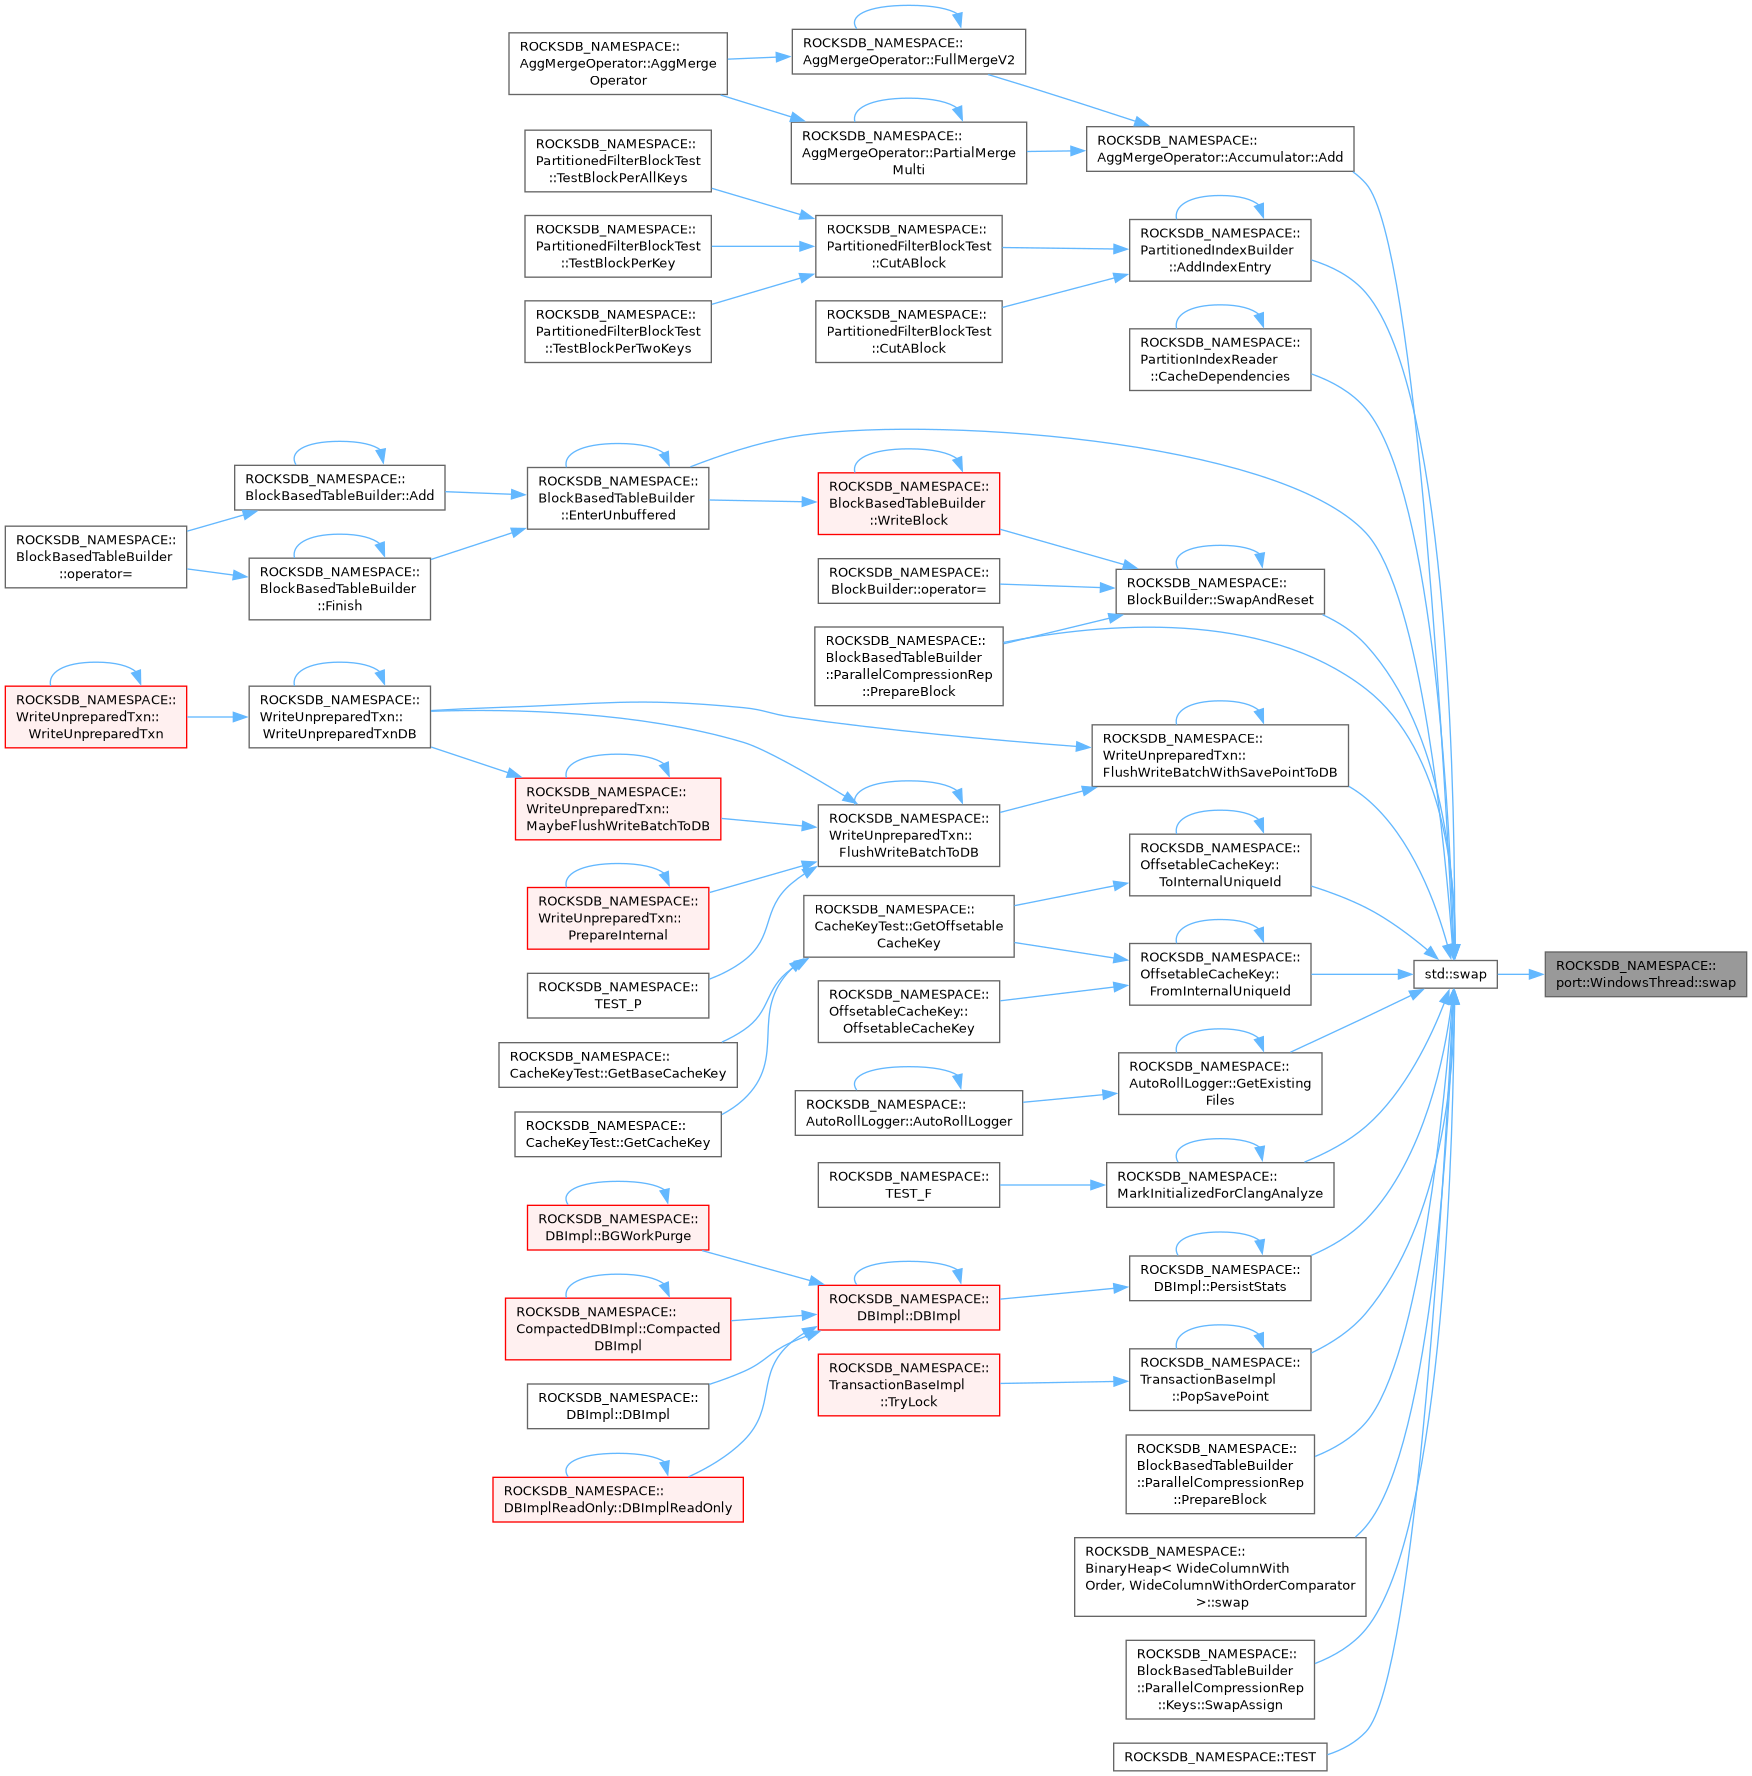 ROCKSDB_NAMESPACE::
AggMergeOperator::AggMerge
Operator
ROCKSDB_NAMESPACE::
AggMergeOperator::FullMergeV2
ROCKSDB_NAMESPACE::
AggMergeOperator::PartialMerge
Multi
ROCKSDB_NAMESPACE::
AggMergeOperator::Accumulator::Add
ROCKSDB_NAMESPACE::
PartitionedFilterBlockTest
::TestBlockPerAllKeys
ROCKSDB_NAMESPACE::
PartitionedFilterBlockTest
::TestBlockPerKey
ROCKSDB_NAMESPACE::
PartitionedFilterBlockTest
::TestBlockPerTwoKeys
ROCKSDB_NAMESPACE::
PartitionedFilterBlockTest
::CutABlock
ROCKSDB_NAMESPACE::
PartitionedFilterBlockTest
::CutABlock
ROCKSDB_NAMESPACE::
PartitionedIndexBuilder
::AddIndexEntry
ROCKSDB_NAMESPACE::
PartitionIndexReader
::CacheDependencies
ROCKSDB_NAMESPACE::
BlockBasedTableBuilder
::operator=
ROCKSDB_NAMESPACE::
BlockBasedTableBuilder::Add
ROCKSDB_NAMESPACE::
BlockBasedTableBuilder
::Finish
ROCKSDB_NAMESPACE::
BlockBasedTableBuilder
::EnterUnbuffered
ROCKSDB_NAMESPACE::
BlockBasedTableBuilder
::WriteBlock
ROCKSDB_NAMESPACE::
BlockBuilder::operator=
ROCKSDB_NAMESPACE::
BlockBasedTableBuilder
::ParallelCompressionRep
::PrepareBlock
ROCKSDB_NAMESPACE::
BlockBuilder::SwapAndReset
ROCKSDB_NAMESPACE::
WriteUnpreparedTxn::
WriteUnpreparedTxn
ROCKSDB_NAMESPACE::
WriteUnpreparedTxn::
WriteUnpreparedTxnDB
ROCKSDB_NAMESPACE::
WriteUnpreparedTxn::
MaybeFlushWriteBatchToDB
ROCKSDB_NAMESPACE::
WriteUnpreparedTxn::
FlushWriteBatchToDB
ROCKSDB_NAMESPACE::
WriteUnpreparedTxn::
FlushWriteBatchWithSavePointToDB
ROCKSDB_NAMESPACE::
WriteUnpreparedTxn::
PrepareInternal
ROCKSDB_NAMESPACE::
TEST_P
ROCKSDB_NAMESPACE::
CacheKeyTest::GetBaseCacheKey
ROCKSDB_NAMESPACE::
CacheKeyTest::GetCacheKey
ROCKSDB_NAMESPACE::
CacheKeyTest::GetOffsetable
CacheKey
ROCKSDB_NAMESPACE::
OffsetableCacheKey::
OffsetableCacheKey
ROCKSDB_NAMESPACE::
OffsetableCacheKey::
ToInternalUniqueId
ROCKSDB_NAMESPACE::
OffsetableCacheKey::
FromInternalUniqueId
std::swap
ROCKSDB_NAMESPACE::
port::WindowsThread::swap
ROCKSDB_NAMESPACE::
AutoRollLogger::AutoRollLogger
ROCKSDB_NAMESPACE::
AutoRollLogger::GetExisting
Files
ROCKSDB_NAMESPACE::
TEST_F
ROCKSDB_NAMESPACE::
MarkInitializedForClangAnalyze
ROCKSDB_NAMESPACE::
DBImpl::BGWorkPurge
ROCKSDB_NAMESPACE::
CompactedDBImpl::Compacted
DBImpl
ROCKSDB_NAMESPACE::
DBImpl::DBImpl
ROCKSDB_NAMESPACE::
DBImplReadOnly::DBImplReadOnly
ROCKSDB_NAMESPACE::
DBImpl::DBImpl
ROCKSDB_NAMESPACE::
DBImpl::PersistStats
ROCKSDB_NAMESPACE::
TransactionBaseImpl
::TryLock
ROCKSDB_NAMESPACE::
TransactionBaseImpl
::PopSavePoint
ROCKSDB_NAMESPACE::
BlockBasedTableBuilder
::ParallelCompressionRep
::PrepareBlock
ROCKSDB_NAMESPACE::
BinaryHeap< WideColumnWith
Order, WideColumnWithOrderComparator
>::swap
ROCKSDB_NAMESPACE::
BlockBasedTableBuilder
::ParallelCompressionRep
::Keys::SwapAssign
ROCKSDB_NAMESPACE::TEST